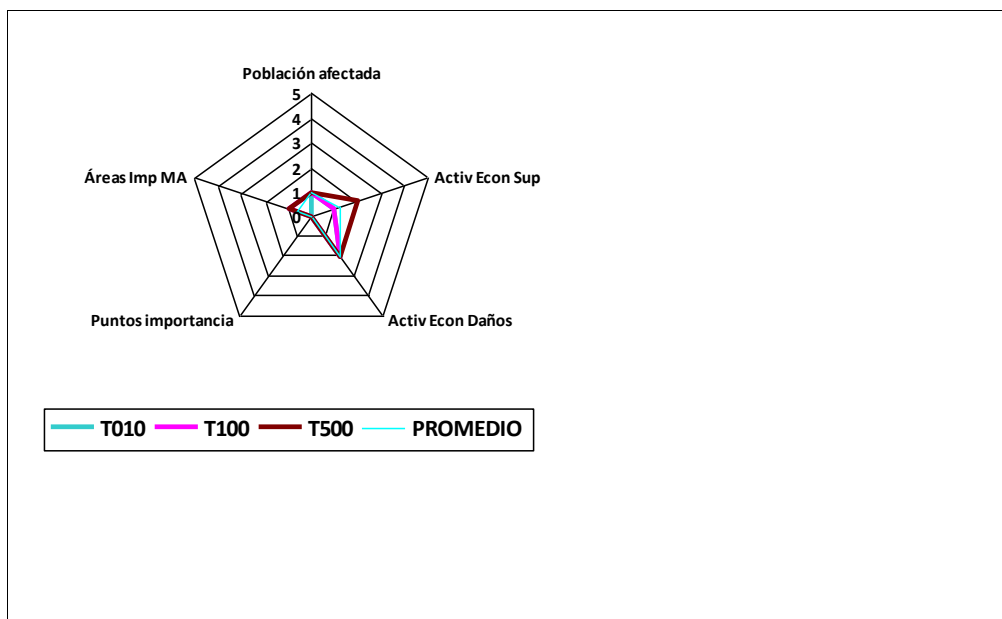 Población afectada
5
4
3
2
1
0
Áreas Imp MA
Activ Econ Sup
Puntos importancia
Activ Econ Daños
T010 T100 T500 PROMEDIO